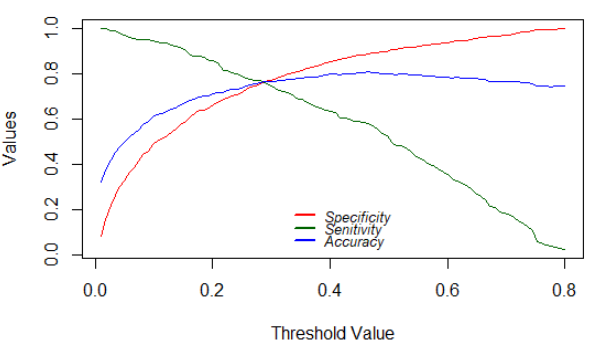 1.0
0.8
0.6
0.4
0.2
0.0
Values
Specificity
Senitivity
Accuracy
0.0 0.2 0.4 0.6 0.8
Threshold Value